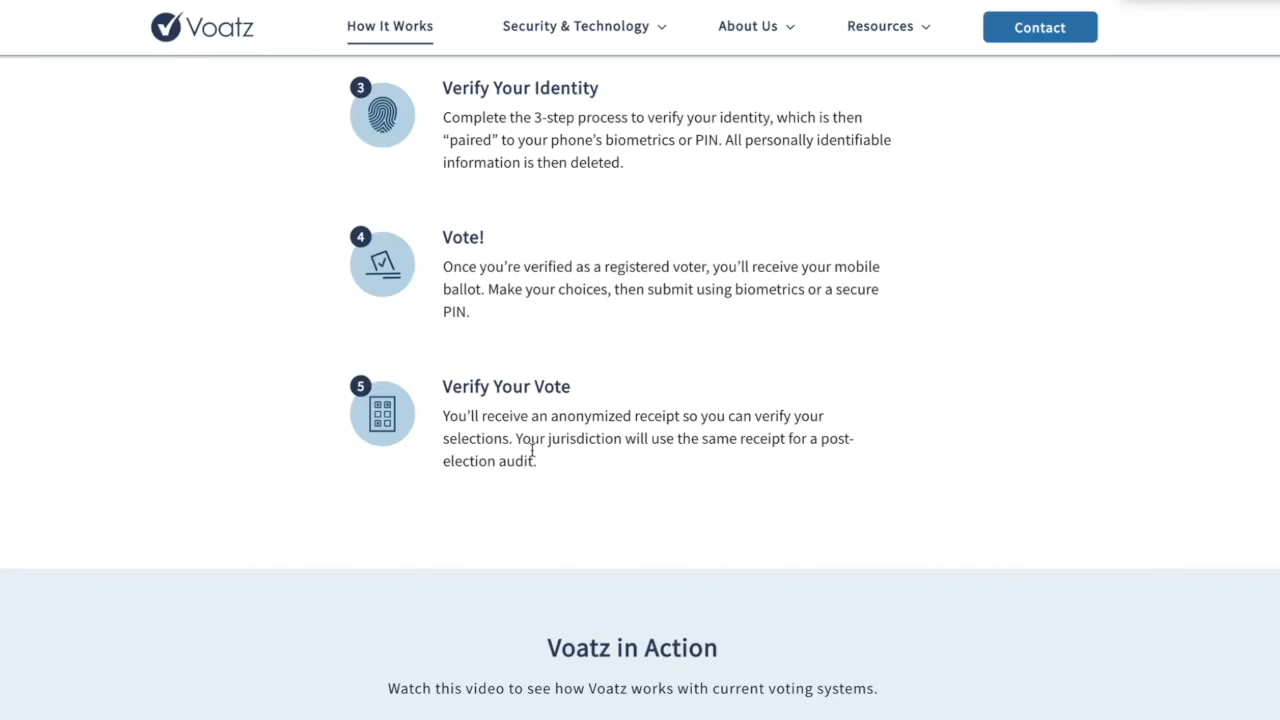 Voatz
How It Works
Security & Technology
About Us
Resources
Contact
3
Verify Your Identity
Complete the 3-step process to verify your identity, which is then
“paired” to your phone’s biometrics or PIN. All personally identifiable
information is then deleted.
4
Vote!
Once you’re verified as a registered voter, you’ll receive your mobile
ballot. Make your choices, then submit using biometrics or a secure
PIN.
5
Verify Your Vote
You’ll receive an anonymized receipt so you can verify your
selections. Your jurisdiction will use the same receipt for a post-
election audit.
Voatz in Action
Watch this video to see how Voatz works with current voting systems.